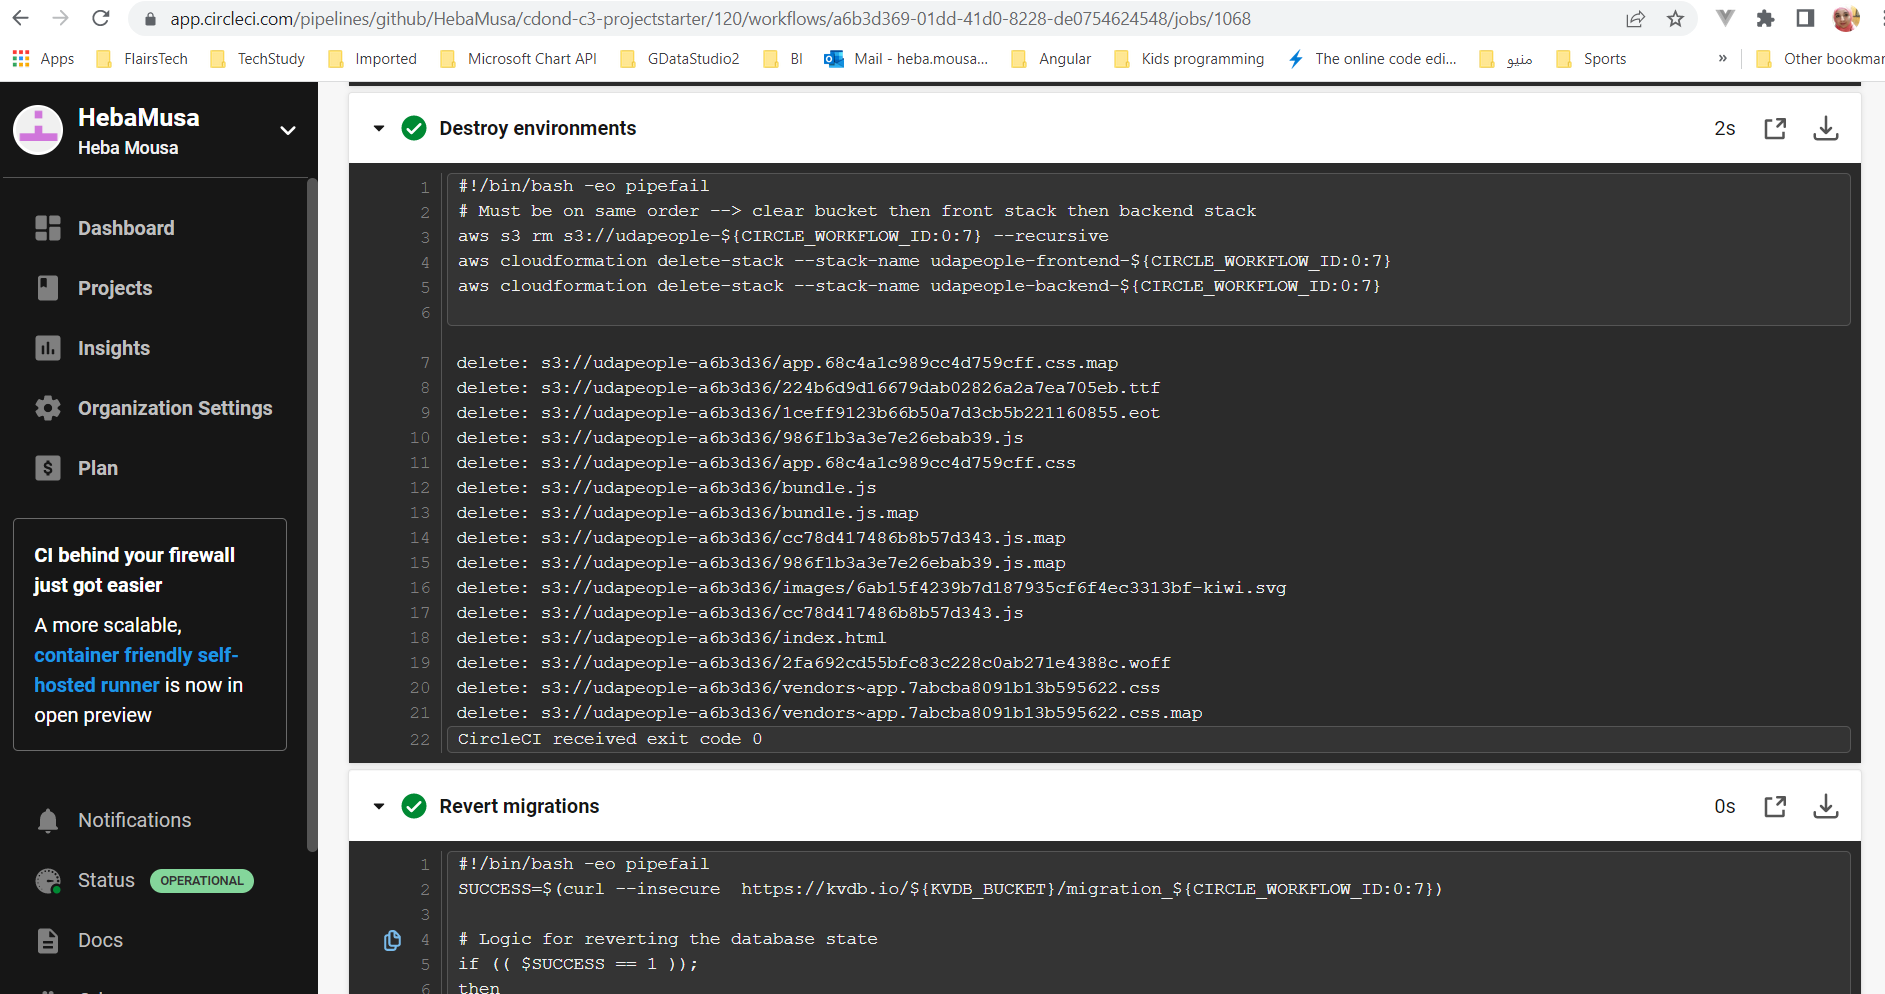 app.circleci.com/pipelines/github/HebaMusa/cdond-c3-projectstarter/120/workflows/a6b3d369-01dd-41d0-8228-de0754624548/jobs/1068
Apps FlairsTech TechStudy Imported Microsoft Chart API GDataStudio2 BI Mail - heba.mousa... Angular Kids programming The online code edi... منيو Sports » Other bookmar
HebaMusa
Heba Mousa
Dashboard
Projects
Insights
Organization Settings
Plan
CI behind your firewall
just got easier
A more scalable,
container friendly self-
hosted runner is now in
open preview
Notifications
Status OPERATIONAL
Docs
Destroy environments 2s
1 #!/bin/bash -eo pipefail
2 # Must be on same order --> clear bucket then front stack then backend stack
3 aws s3 rm s3://udapeople-${CIRCLE_WORKFLOW_ID:0:7} --recursive
4 aws cloudformation delete-stack --stack-name udapeople-frontend-${CIRCLE_WORKFLOW_ID:0:7}
5 aws cloudformation delete-stack --stack-name udapeople-backend-${CIRCLE_WORKFLOW_ID:0:7}
6
7 delete: s3://udapeople-a6b3d36/app.68c4a1c989cc4d759cff.css.map
8 delete: s3://udapeople-a6b3d36/224b6d9d16679dab02826a2a7ea705eb.ttf
9 delete: s3://udapeople-a6b3d36/1ceff9123b66b50a7d3cb5b221160855.eot
10 delete: s3://udapeople-a6b3d36/986f1b3a3e7e26ebab39.js
11 delete: s3://udapeople-a6b3d36/app.68c4a1c989cc4d759cff.css
12 delete: s3://udapeople-a6b3d36/bundle.js
13 delete: s3://udapeople-a6b3d36/bundle.js.map
14 delete: s3://udapeople-a6b3d36/cc78d417486b8b57d343.js.map
15 delete: s3://udapeople-a6b3d36/986f1b3a3e7e26ebab39.js.map
16 delete: s3://udapeople-a6b3d36/images/6ab15f4239b7d187935cf6f4ec3313bf-kiwi.svg
17 delete: s3://udapeople-a6b3d36/cc78d417486b8b57d343.js
18 delete: s3://udapeople-a6b3d36/index.html
19 delete: s3://udapeople-a6b3d36/2fa692cd55bfc83c228c0ab271e4388c.woff
20 delete: s3://udapeople-a6b3d36/vendors~app.7abcba8091b13b595622.css
21 delete: s3://udapeople-a6b3d36/vendors~app.7abcba8091b13b595622.css.map
22 CircleCI received exit code 0
Revert migrations 0s
1 #!/bin/bash -eo pipefail
2 SUCCESS=$(curl --insecure  https://kvdb.io/${KVDB_BUCKET}/migration_${CIRCLE_WORKFLOW_ID:0:7})
3
4 # Logic for reverting the database state
5 if (( $SUCCESS == 1 ));
6 then